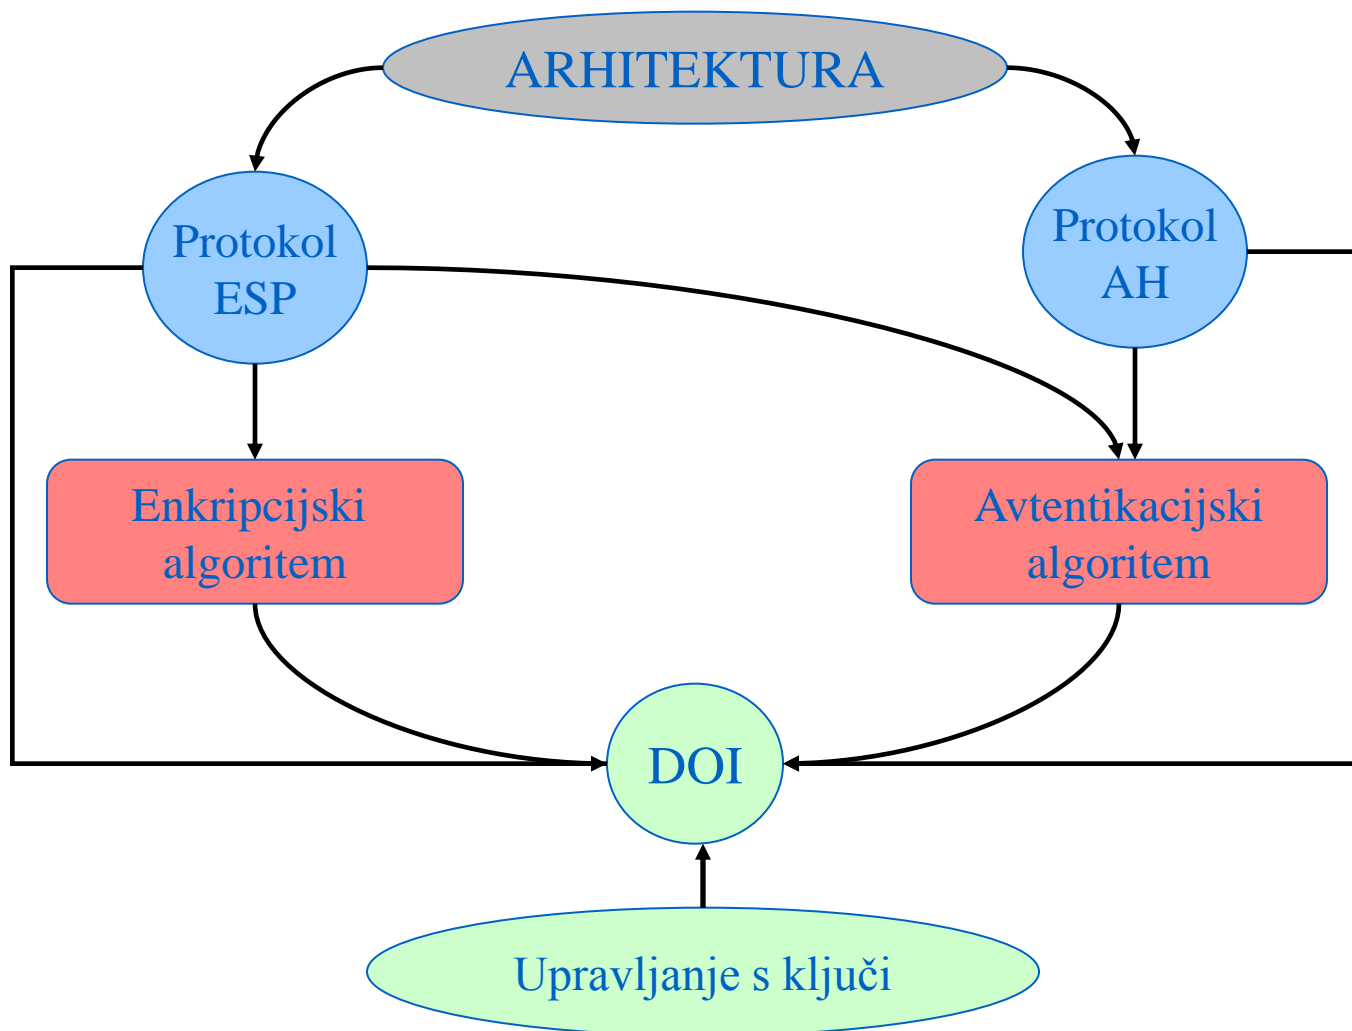 ARHITEKTURA
Protokol
ESP
Protokol
AH
Enkripcijski
algoritem
Avtentikacijski
algoritem
DOI
Upravljanje s ključi